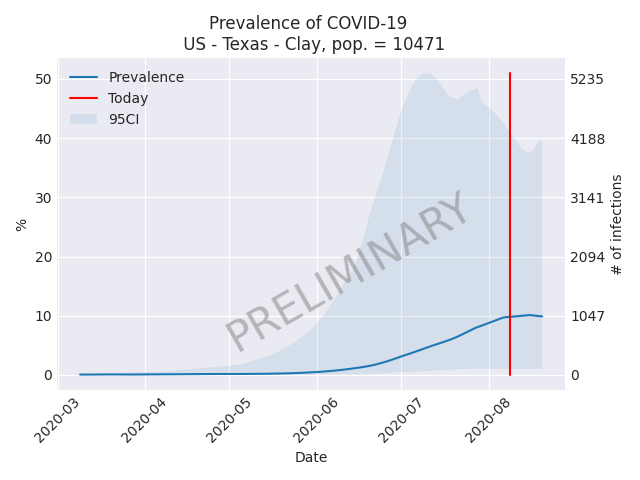 Prevalence of COVID-19
US - Texas - Clay, pop. = 10471
Prevalence
Today
95CI
50
40
30
20
10
0
%
5235
4188
3141
2094
1047
0
# of infections
PRELIMINARY
2020-03
2020-04
2020-05
2020-06
2020-07
2020-08
Date